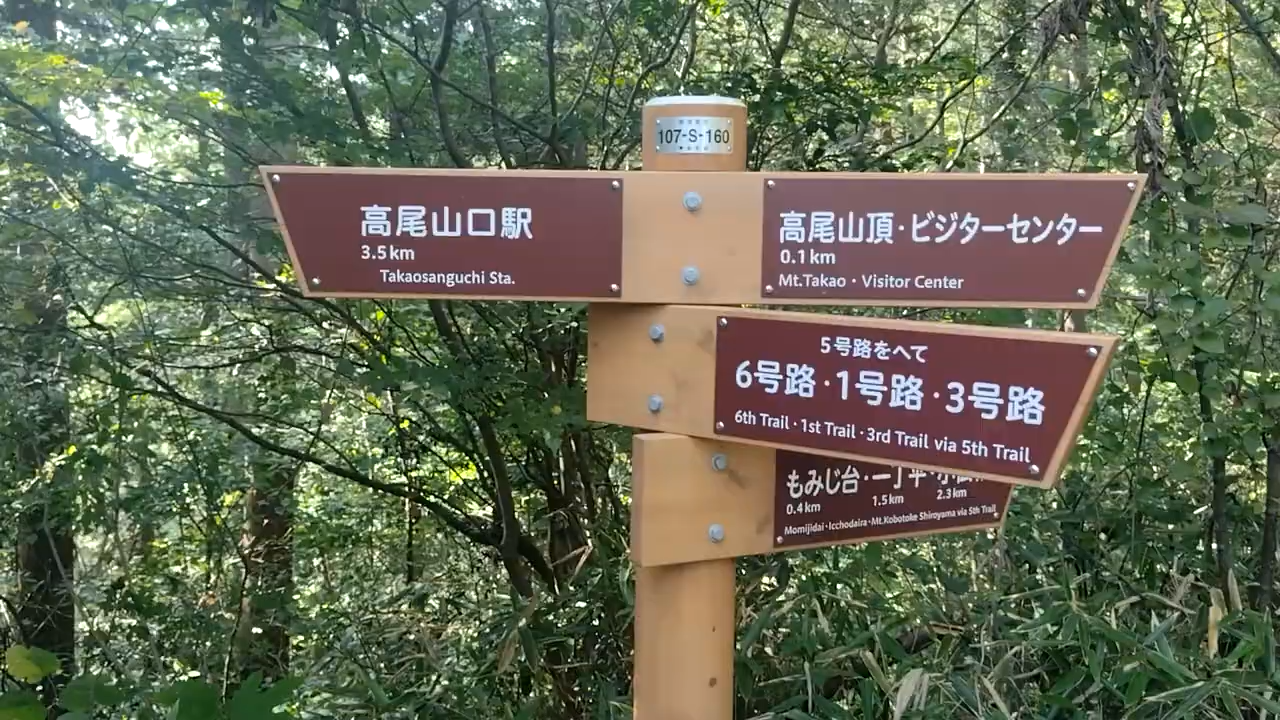 107-S-160
高尾山口駅
3.5km
Takaosanguchi Sta.
高尾山頂・ビジターセンター
0.1km
Mt.Takao・Visitor Center
5号路をへて
6号路・1号路・3号路
6th Trail・1st Trail・3rd Trail via 5th Trail
もみじ台・一丁平・
0.4km 1.5km 2.3km
Momijidai・Icchodaira・Mt.Kobotoke Shiroyama via 5th Trail